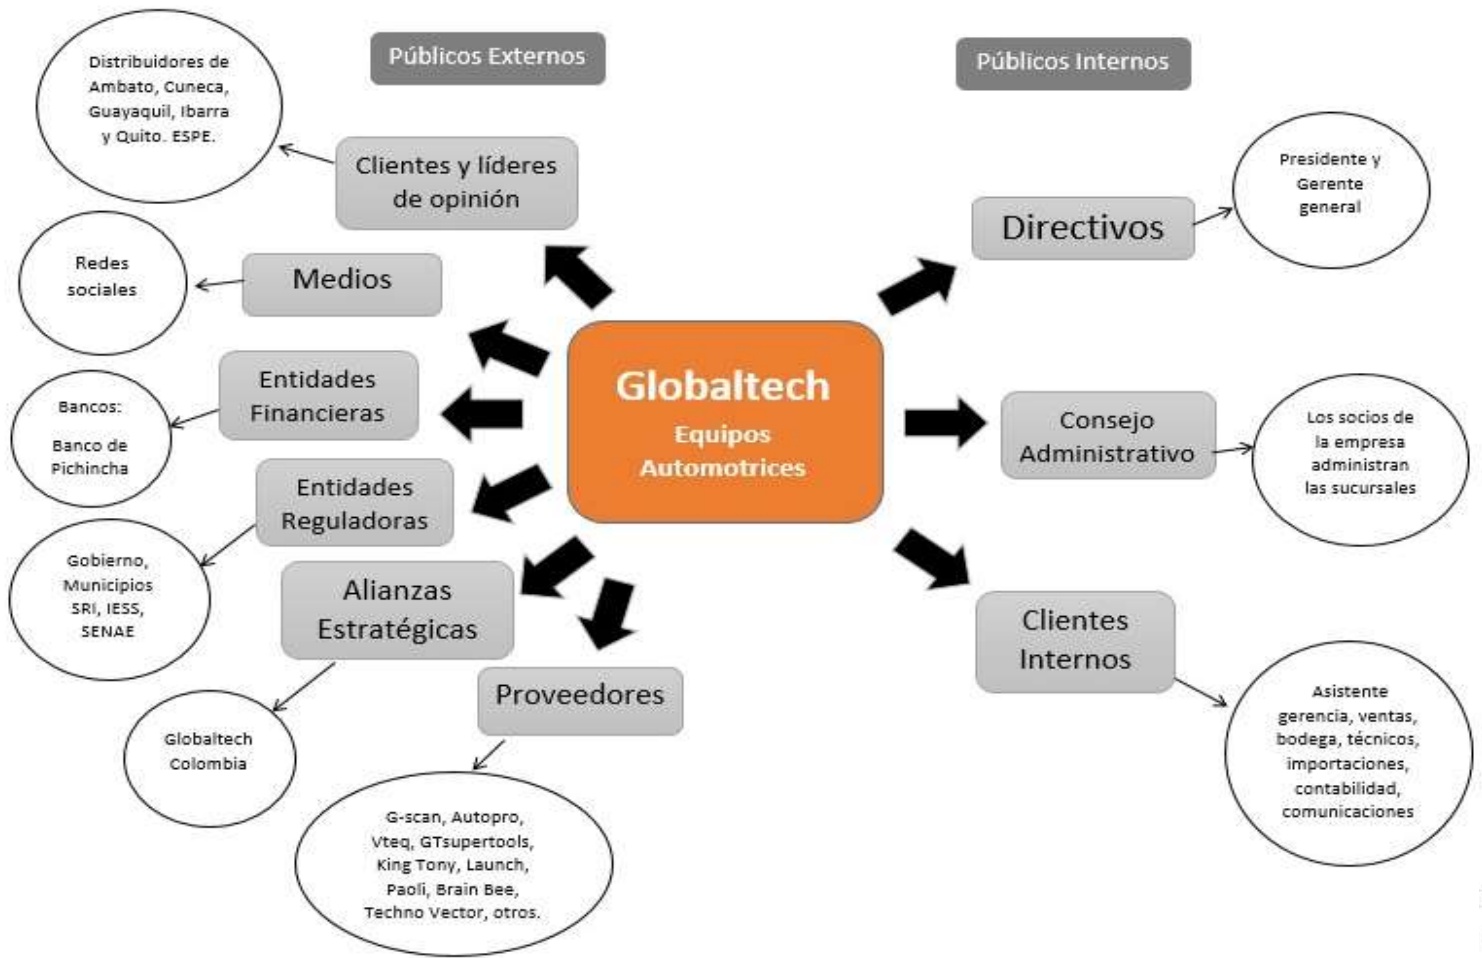 Públicos Externos
Públicos Internos
Distribuidores de
Ambato, Cuneca,
Guayaquil, Ibarra
y Quito. ESPE.
Clientes y líderes
de opinión
Redes
sociales
Medios
Bancos:
Banco de
Pichincha
Entidades
Financieras
Gobierno,
Municipios
SRI, IESS,
SENAE
Entidades
Reguladoras
Globaltech
Colombia
Alianzas
Estratégicas
Proveedores
G-scan, Autopro,
Vteq, GTsupertools,
King Tony, Launch,
Paoli, Brain Bee,
Techno Vector, otros.
Globaltech
Equipos
Automotrices
Directivos
Presidente y
Gerente
general
Consejo
Administrativo
Los socios de
la empresa
administran
las sucursales
Clientes
Internos
Asistente
gerencia, ventas,
bodega, técnicos,
importaciones,
contabilidad,
comunicaciones